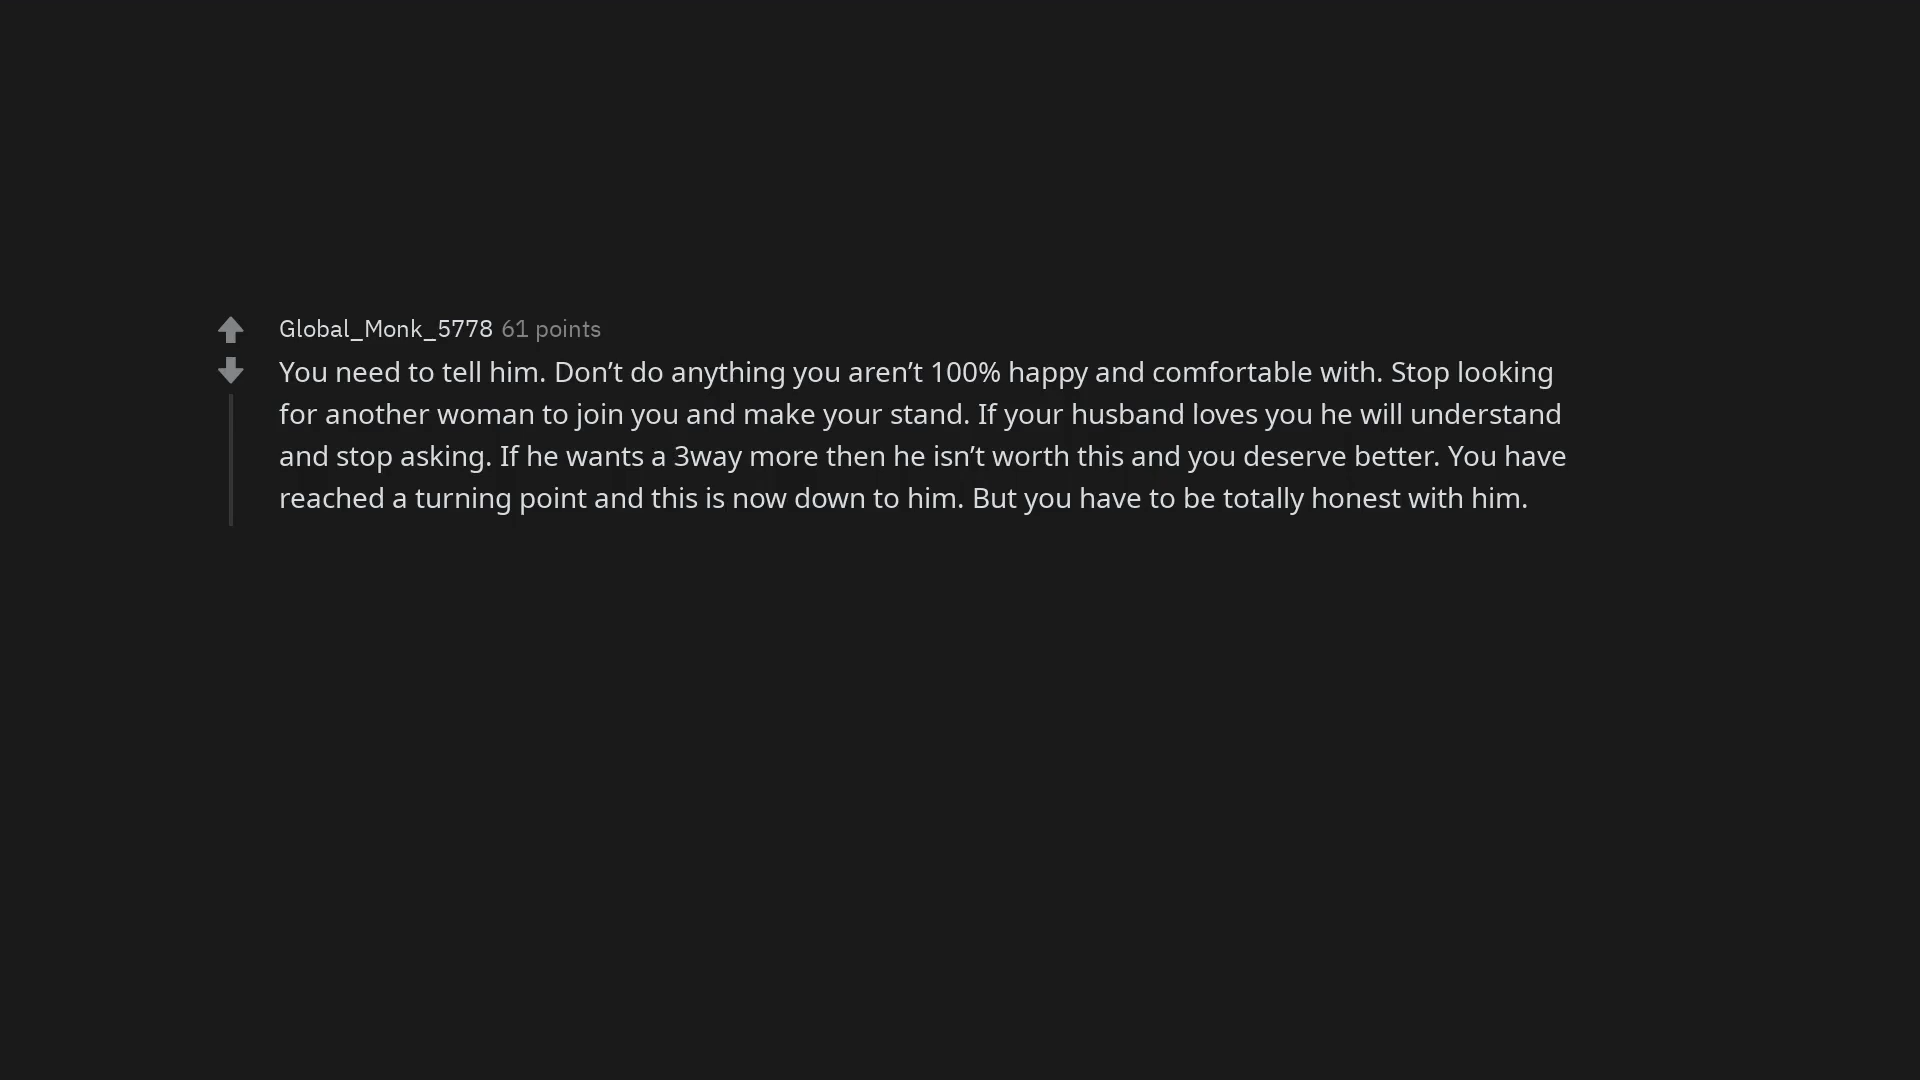 Global_Monk_5778 61 points
You need to tell him. Don’t do anything you aren’t 100% happy and comfortable with. Stop looking
for another woman to join you and make your stand. If your husband loves you he will understand
and stop asking. If he wants a 3way more then he isn’t worth this and you deserve better. You have
reached a turning point and this is now down to him. But you have to be totally honest with him.